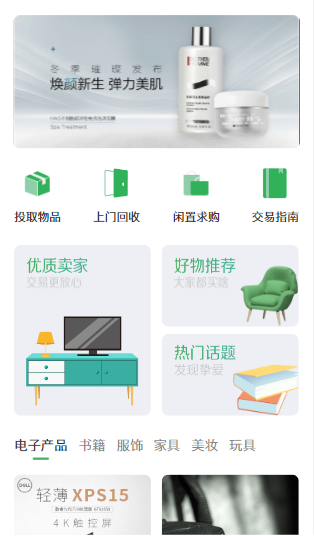 冬季璀璨发布
焕颜新生 弹力美肌
Spa Treatment
投取物品
上门回收
闲置求购
交易指南
优质卖家
交易更放心
好物推荐
大家都买啥
热门话题
发现挚爱
电子产品 书籍 服饰 家具 美妆 玩具
DELL
轻薄 XPS15
4K触控屏